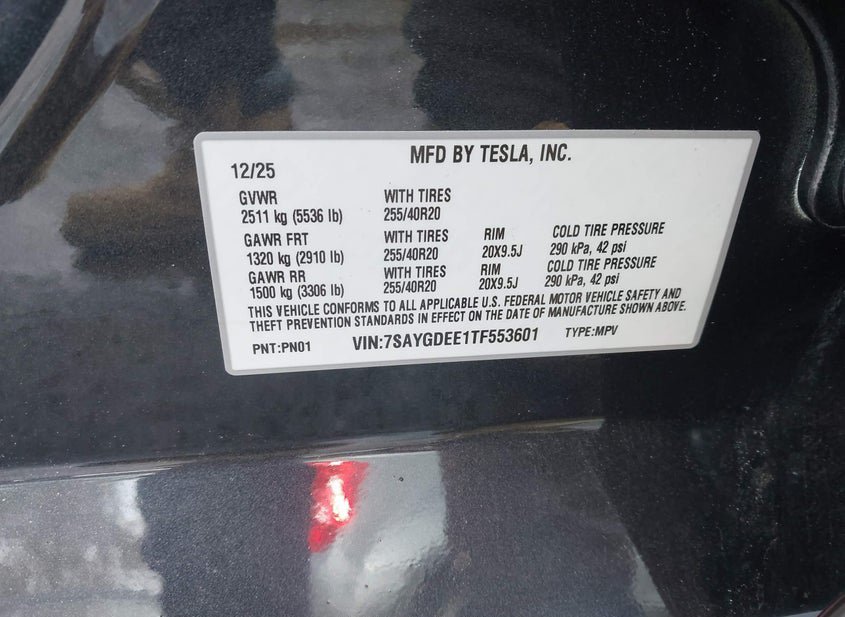 MFD BY TESLA, INC.
12/25
GVWR WITH TIRES
2511 kg (5536 lb) 255/40R20
GAWR FRT WITH TIRES RIM COLD TIRE PRESSURE
1320 kg (2910 lb) 255/40R20 20X9.5J 290 kPa, 42 psi
GAWR RR WITH TIRES RIM COLD TIRE PRESSURE
1500 kg (3306 lb) 255/40R20 20X9.5J 290 kPa, 42 psi
THIS VEHICLE CONFORMS TO ALL APPLICABLE U.S. FEDERAL MOTOR VEHICLE SAFETY AND
THEFT PREVENTION STANDARDS IN EFFECT ON THE DATE OF MANUFACTURE SHOWN ABOVE.
PNT:PN01 VIN:7SAYGDEE1TF553601 TYPE:MPV